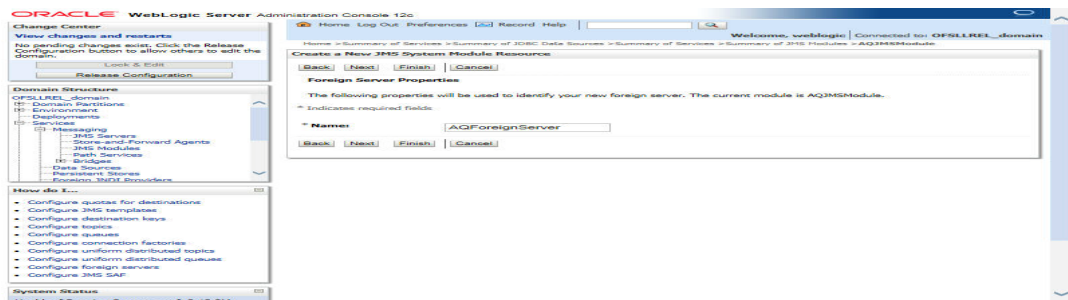 ORACLE WebLogic Server Administration Console 12c
Change Center
View changes and restarts
No pending changes exist. Click the Release
Configuration button to allow others to edit the
domain.
Lock & Edit
Release Configuration
Domain Structure
OFSLLREL_domain
Domain Partitions
Environment
Deployments
Services
Messaging
JMS Servers
Store-and-Forward Agents
JMS Modules
Path Services
Bridges
Data Sources
Persistent Stores
Foreign JNDI Providers
How do I...
Configure quotas for destinations
Configure JMS templates
Configure destination keys
Configure topics
Configure queues
Configure connection factories
Configure uniform distributed topics
Configure uniform distributed queues
Configure foreign servers
Configure JMS SAF
System Status
Home Log Out Preferences Record Help
Welcome, weblogic Connected to: OFSLLREL_domain
Home >Summary of Services >Summary of JDBC Data Sources >Summary of Services >Summary of JMS Modules >AQJMSModule
Create a New JMS System Module Resource
Back Next Finish Cancel
Foreign Server Properties
The following properties will be used to identify your new foreign server. The current module is AQJMSModule.
* Indicates required fields
* Name: AQForeignServer
Back Next Finish Cancel